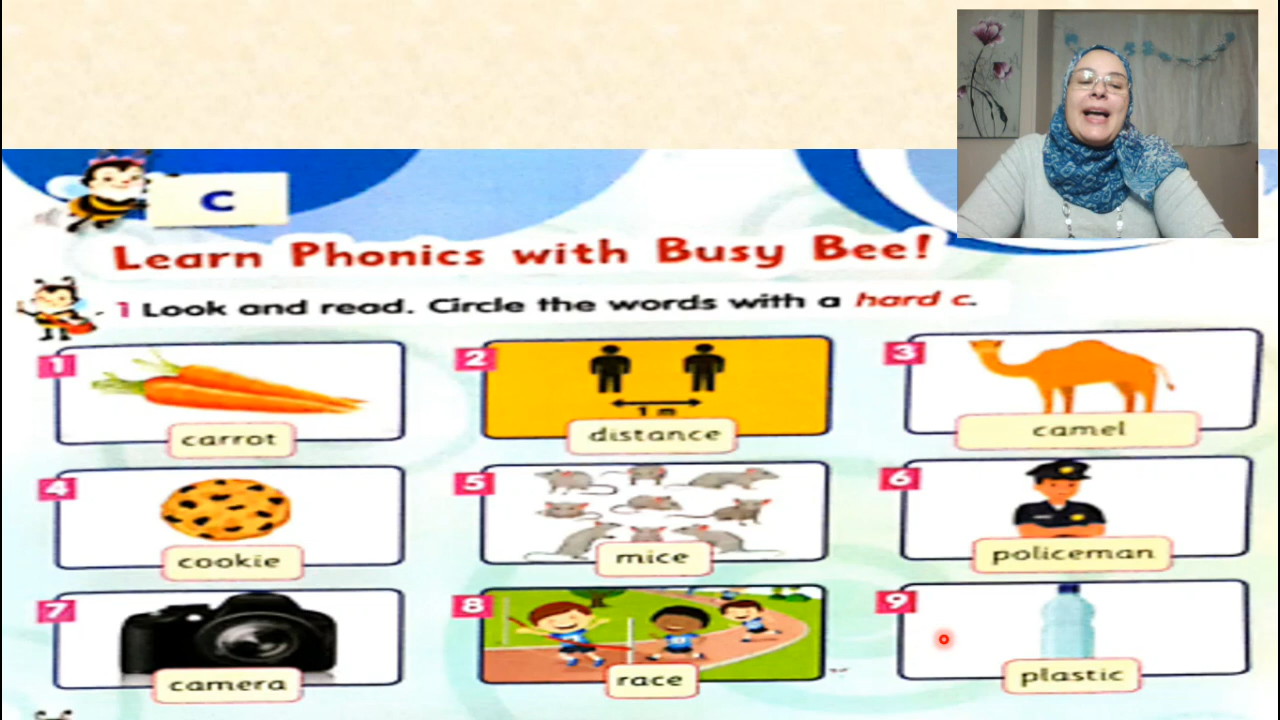 c
Learn Phonics with Busy Bee!
1 Look and read. Circle the words with a hard c.
1
carrot
2
1 m
distance
3
camel
4
cookie
5
mice
6
policeman
7
camera
8
race
9
plastic